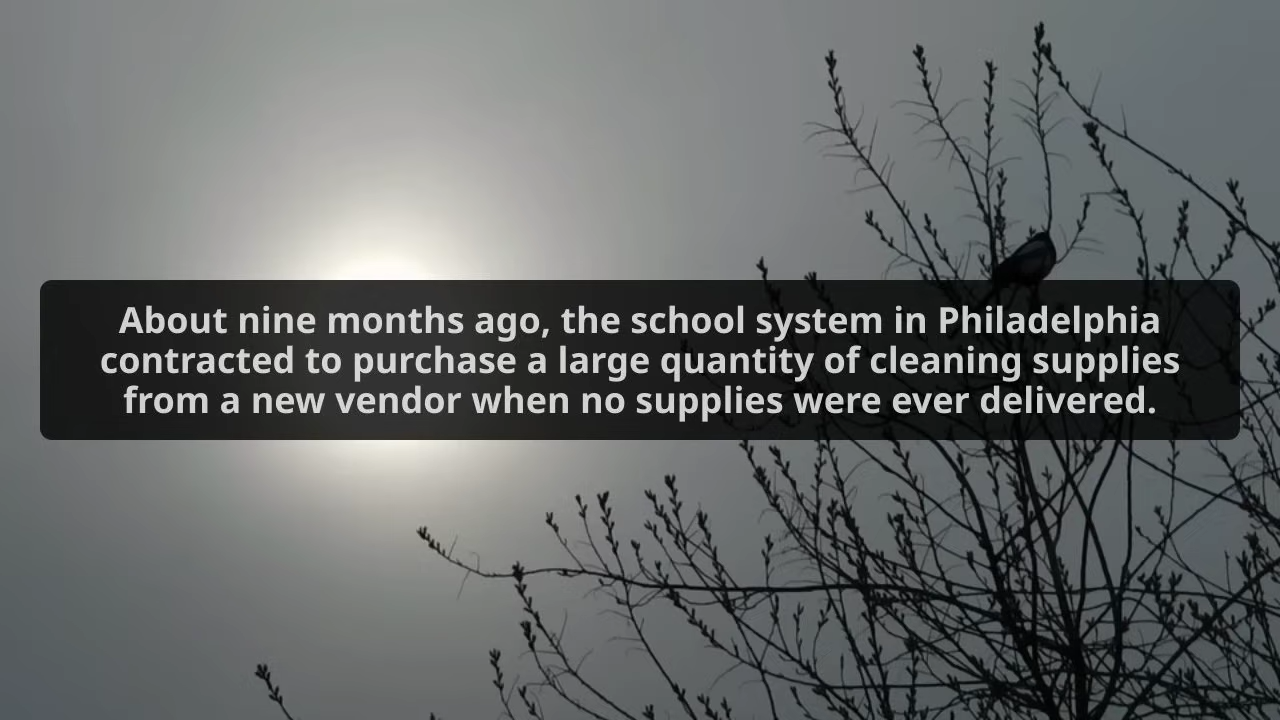 About nine months ago, the school system in Philadelphia
contracted to purchase a large quantity of cleaning supplies
from a new vendor when no supplies were ever delivered.